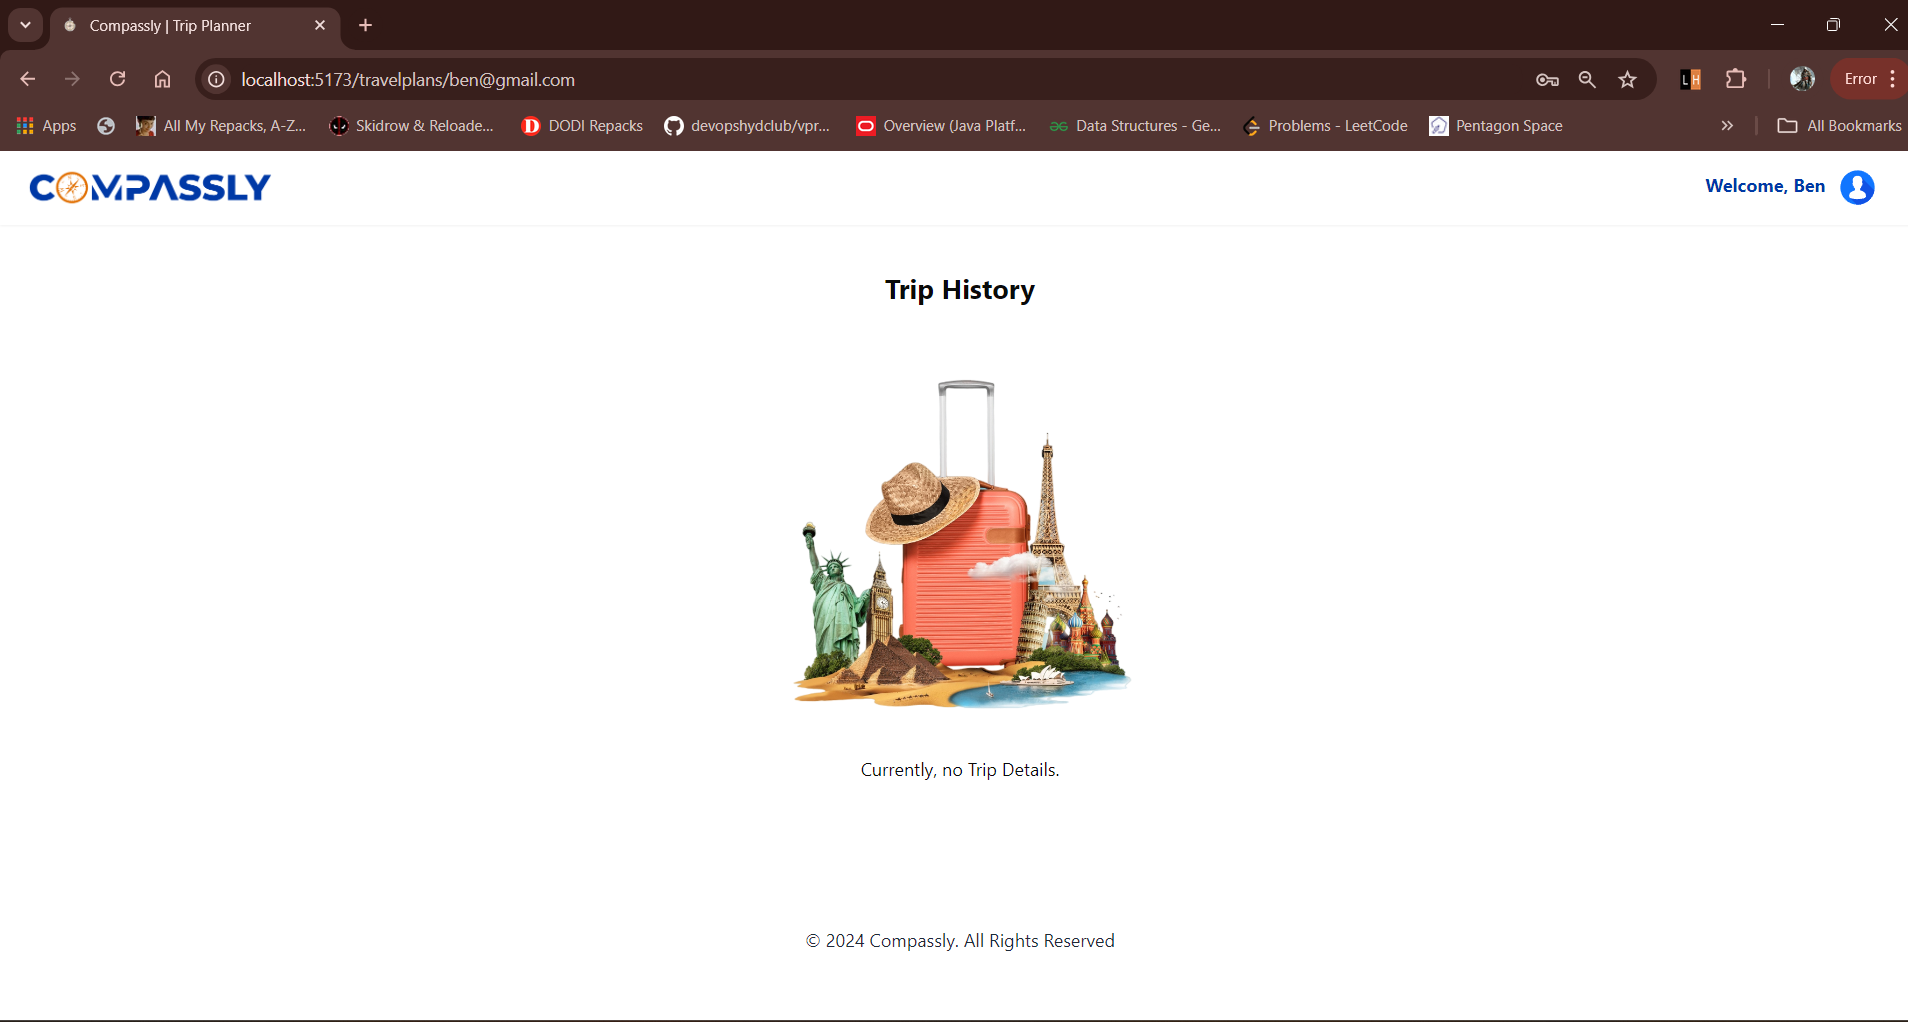 Compassly | Trip Planner
localhost:5173/travelplans/ben@gmail.com
Error
Apps
All My Repacks, A-Z...
Skidrow & Reloade...
DODI Repacks
devopshydclub/vpr...
Overview (Java Platf...
Data Structures - Ge...
Problems - LeetCode
Pentagon Space
All Bookmarks
COMPASSLY
Welcome, Ben
Trip History
Currently, no Trip Details.
© 2024 Compassly. All Rights Reserved